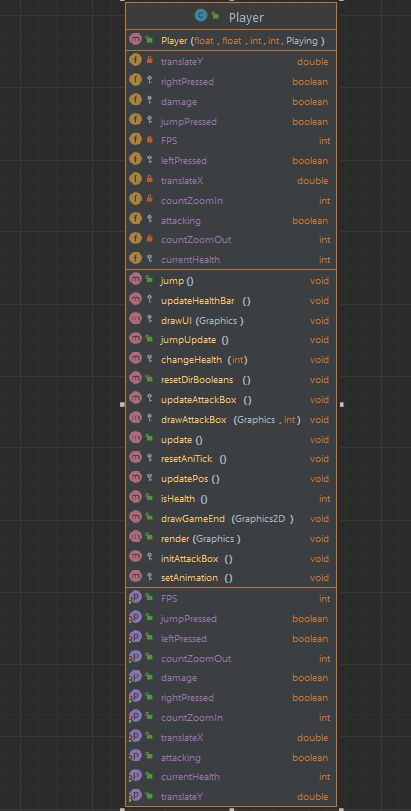 C Player
m Player (float , float , int , int , Playing )
f translateY double
f rightPressed boolean
f damage boolean
f jumpPressed boolean
f FPS int
f leftPressed boolean
f translateX double
f countZoomIn int
f attacking boolean
f countZoomOut int
f currentHealth int
m jump () void
m updateHealthBar () void
m drawUI (Graphics ) void
m jumpUpdate () void
m changeHealth (int) void
m resetDirBooleans () void
m updateAttackBox () void
m drawAttackBox (Graphics , int) void
m update () void
m resetAniTick () void
m updatePos () void
m isHealth () int
m drawGameEnd (Graphics2D ) void
m render (Graphics ) void
m initAttackBox () void
m setAnimation () void
p FPS int
p jumpPressed boolean
p leftPressed boolean
p countZoomOut int
p damage boolean
p rightPressed boolean
p countZoomIn int
p translateX double
p attacking boolean
p currentHealth int
p translateY double